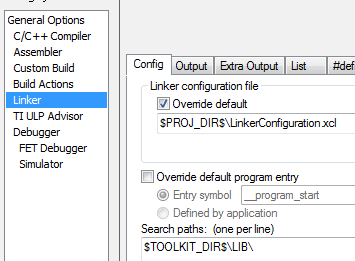 General Options
C/C++ Compiler
Assembler
Custom Build
Build Actions
Linker
TI ULP Advisor
Debugger
FET Debugger
Simulator
Config
Output
Extra Output
List
#defi
Linker configuration file
Override default
$PROJ_DIR$\LinkerConfiguration.xcl
Override default program entry
Entry symbol
__program_start
Defined by application
Search paths: (one per line)
$TOOLKIT_DIR$\LIB\